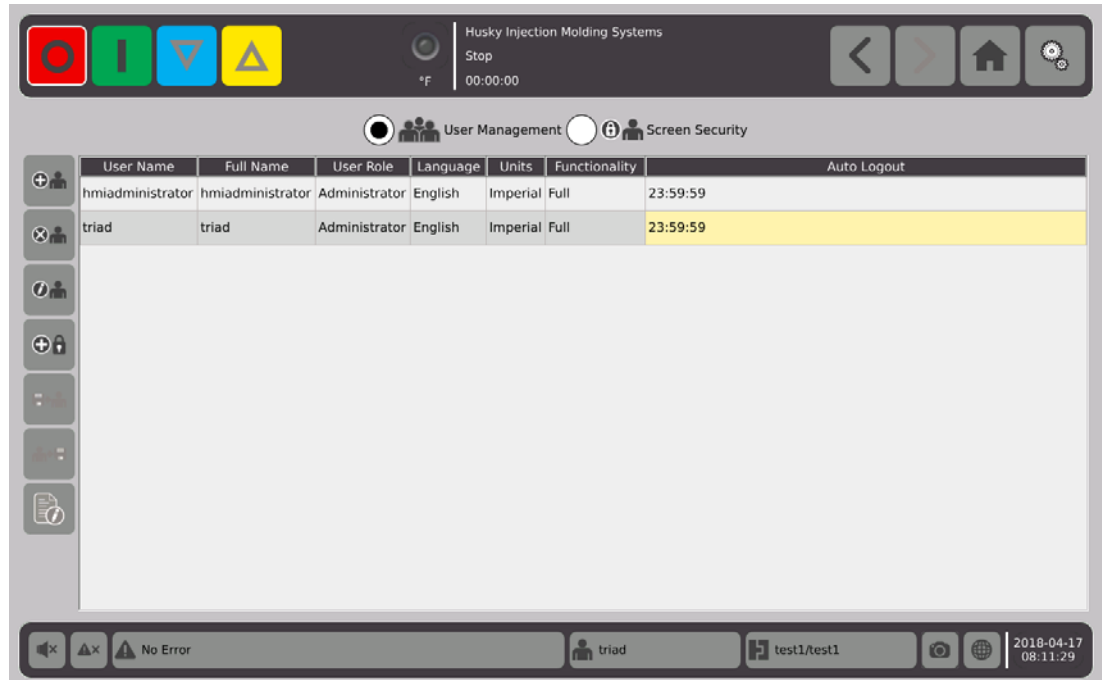 Husky Injection Molding Systems
Stop
°F 00:00:00
User Management Screen Security
User Name Full Name User Role Language Units Functionality Auto Logout
hmiadministrator hmiadministrator Administrator English Imperial Full 23:59:59
triad triad Administrator English Imperial Full 23:59:59
No Error triad test1/test1 2018-04-17
08:11:29